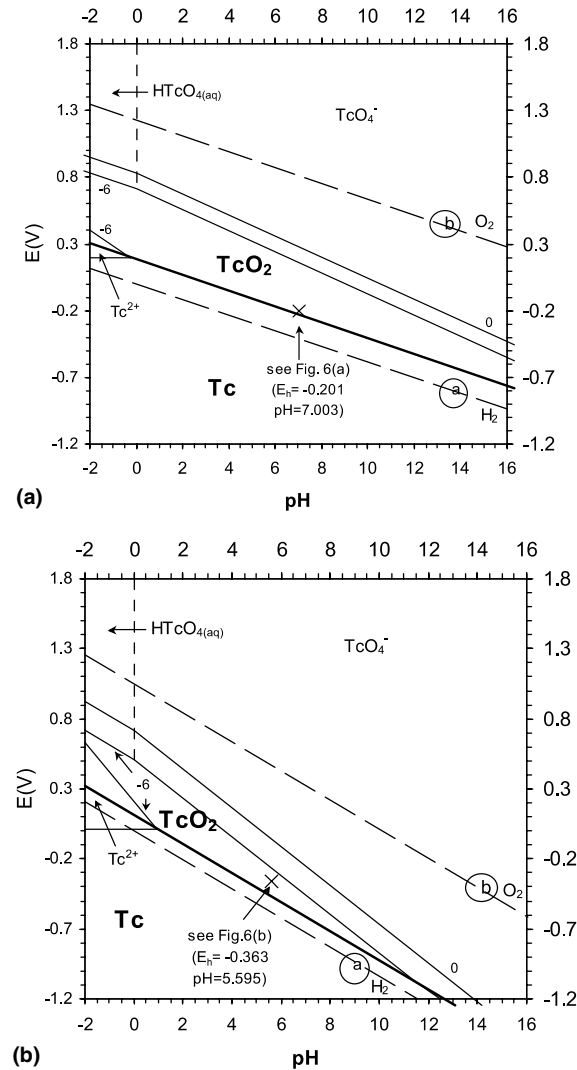 -2 0 2 4 6 8 10 12 14 16
1.8 1.8
HTcO4(aq)
TcO4-
1.3 1.3
0.8 0.8
-6
b O2
E(V)
-6
0.3 TcO2 0.3
0
-0.2 -0.2
Tc2+
see Fig. 6(a)
(Eh= -0.201
pH=7.003)
Tc
-0.7 -0.7
a
H2
-1.2 -1.2
-2 0 2 4 6 8 10 12 14 16
(a) pH
-2 0 2 4 6 8 10 12 14 16
1.8 1.8
HTcO4(aq)
TcO4-
1.3 1.3
0.8 0.8
E(V)
-6
0.3 0.3
TcO2
-0.2 -0.2
Tc2+
b O2
Tc
see Fig.6(b)
(Eh= -0.363
pH=5.595)
-0.7 -0.7
a 0
H2
-1.2 -1.2
-2 0 2 4 6 8 10 12 14 16
(b) pH